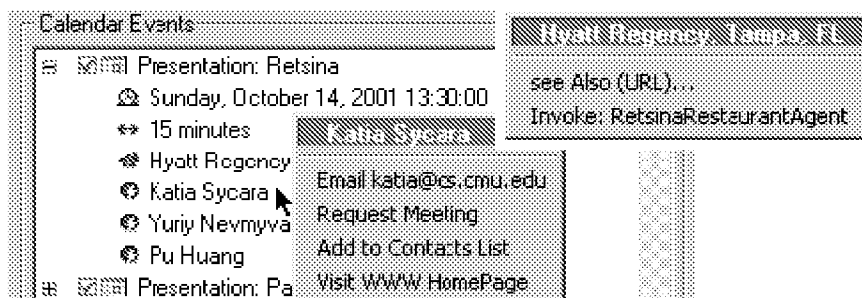 Calendar Events
Presentation: Retsina
Sunday, October 14, 2001 13:30:00
15 minutes
Hyatt Regency
Katia Sycara
Yuriy Nevmyva
Pu Huang
Presentation: Pa
Katia Sycara
Email katia@cs.cmu.edu
Request Meeting
Add to Contacts List
Visit WWW HomePage
Hyatt Regency, Tampa, FL
see Also (URL)...
Invoke: RetsinaRestaurantAgent